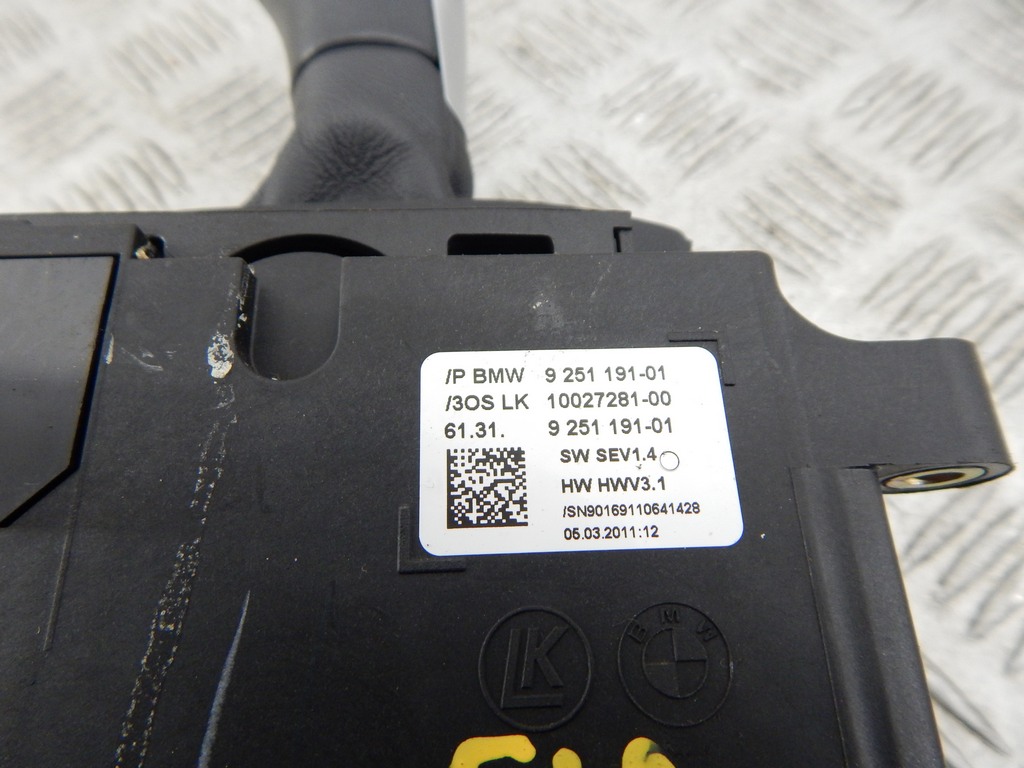 /P BMW 9 251 191-01
/3OS LK 10027281-00
61.31. 9 251 191-01
SW SEV1.4
HW HWV3.1
/SN90169110641428
05.03.2011:12
LK
BMW